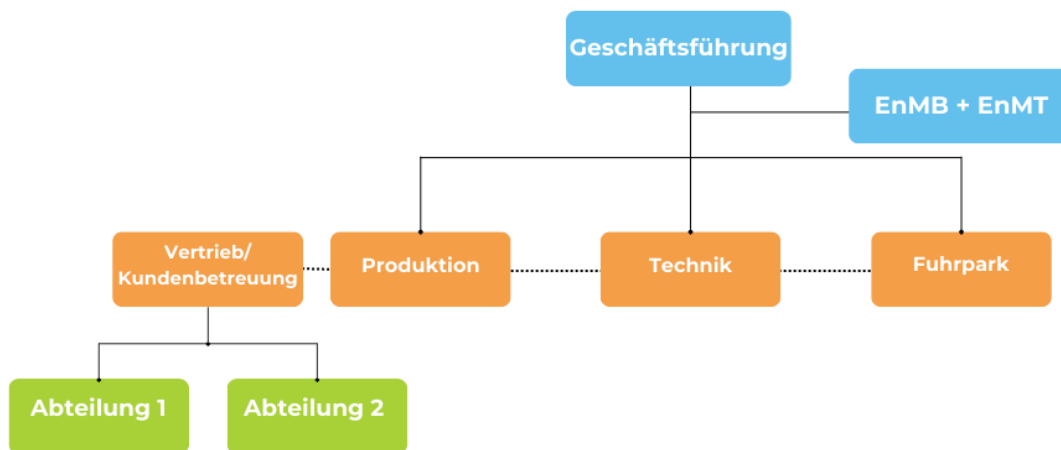 Geschäftsführung
EnMB + EnMT
Vertrieb/
Kundenbetreuung
Produktion
Technik
Fuhrpark
Abteilung 1
Abteilung 2